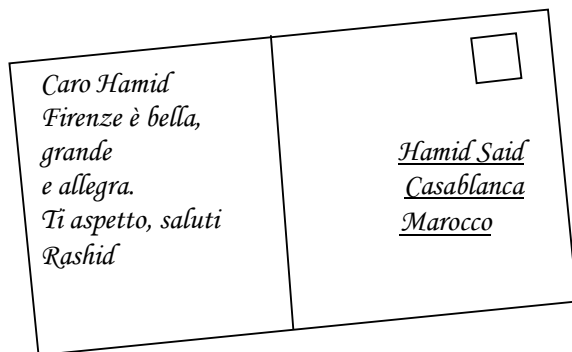 Caro Hamid
Firenze è bella,
grande
e allegra.
Ti aspetto, saluti
Rashid
Hamid Said
Casablanca
Marocco